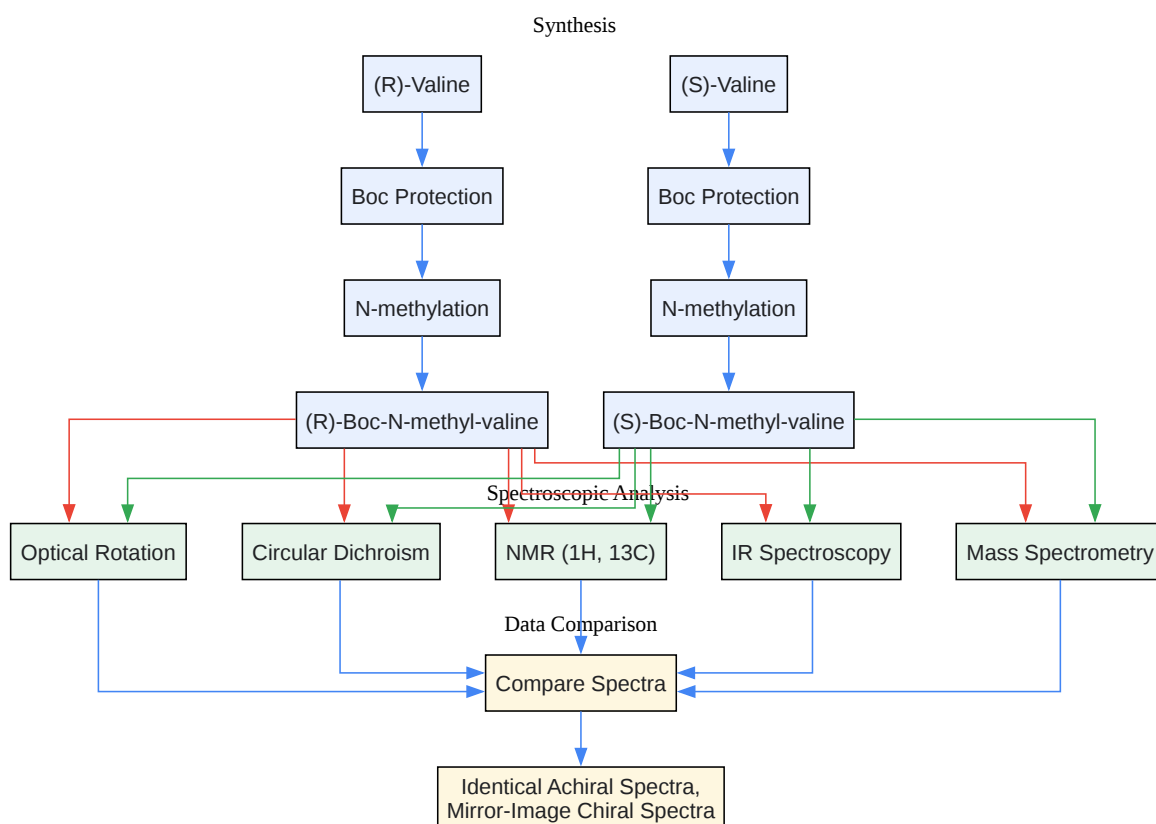 Synthesis
(R)-Valine
(S)-Valine
Boc Protection
Boc Protection
N-methylation
N-methylation
(R)-Boc-N-methyl-valine
(S)-Boc-N-methyl-valine
Spectroscopic Analysis
Optical Rotation
Circular Dichroism
NMR (1H, 13C)
IR Spectroscopy
Mass Spectrometry
Data Comparison
Compare Spectra
Identical Achiral Spectra,
Mirror-Image Chiral Spectra